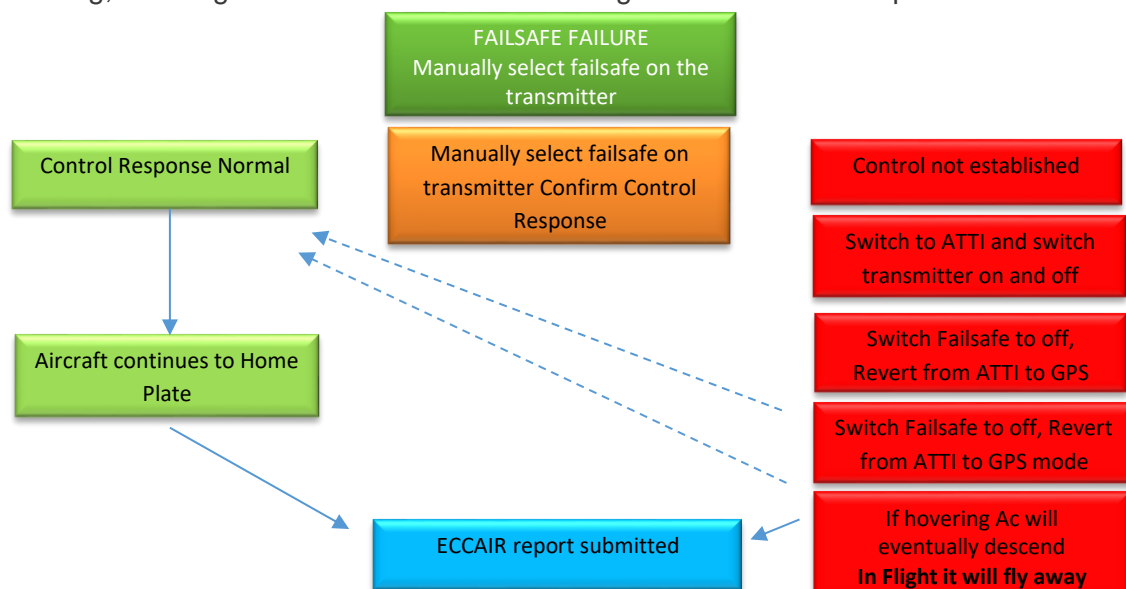 FAILSAFE FAILURE
Manually select failsafe on the
transmitter
Control Response Normal
Manually select failsafe on
transmitter Confirm Control
Response
Control not established
Switch to ATTI and switch
transmitter on and off
Switch Failsafe to off,
Revert from ATTI to GPS
Aircraft continues to Home
Plate
Switch Failsafe to off, Revert
from ATTI to GPS mode
ECCAIR report submitted
If hovering Ac will
eventually descend
In Flight it will fly away